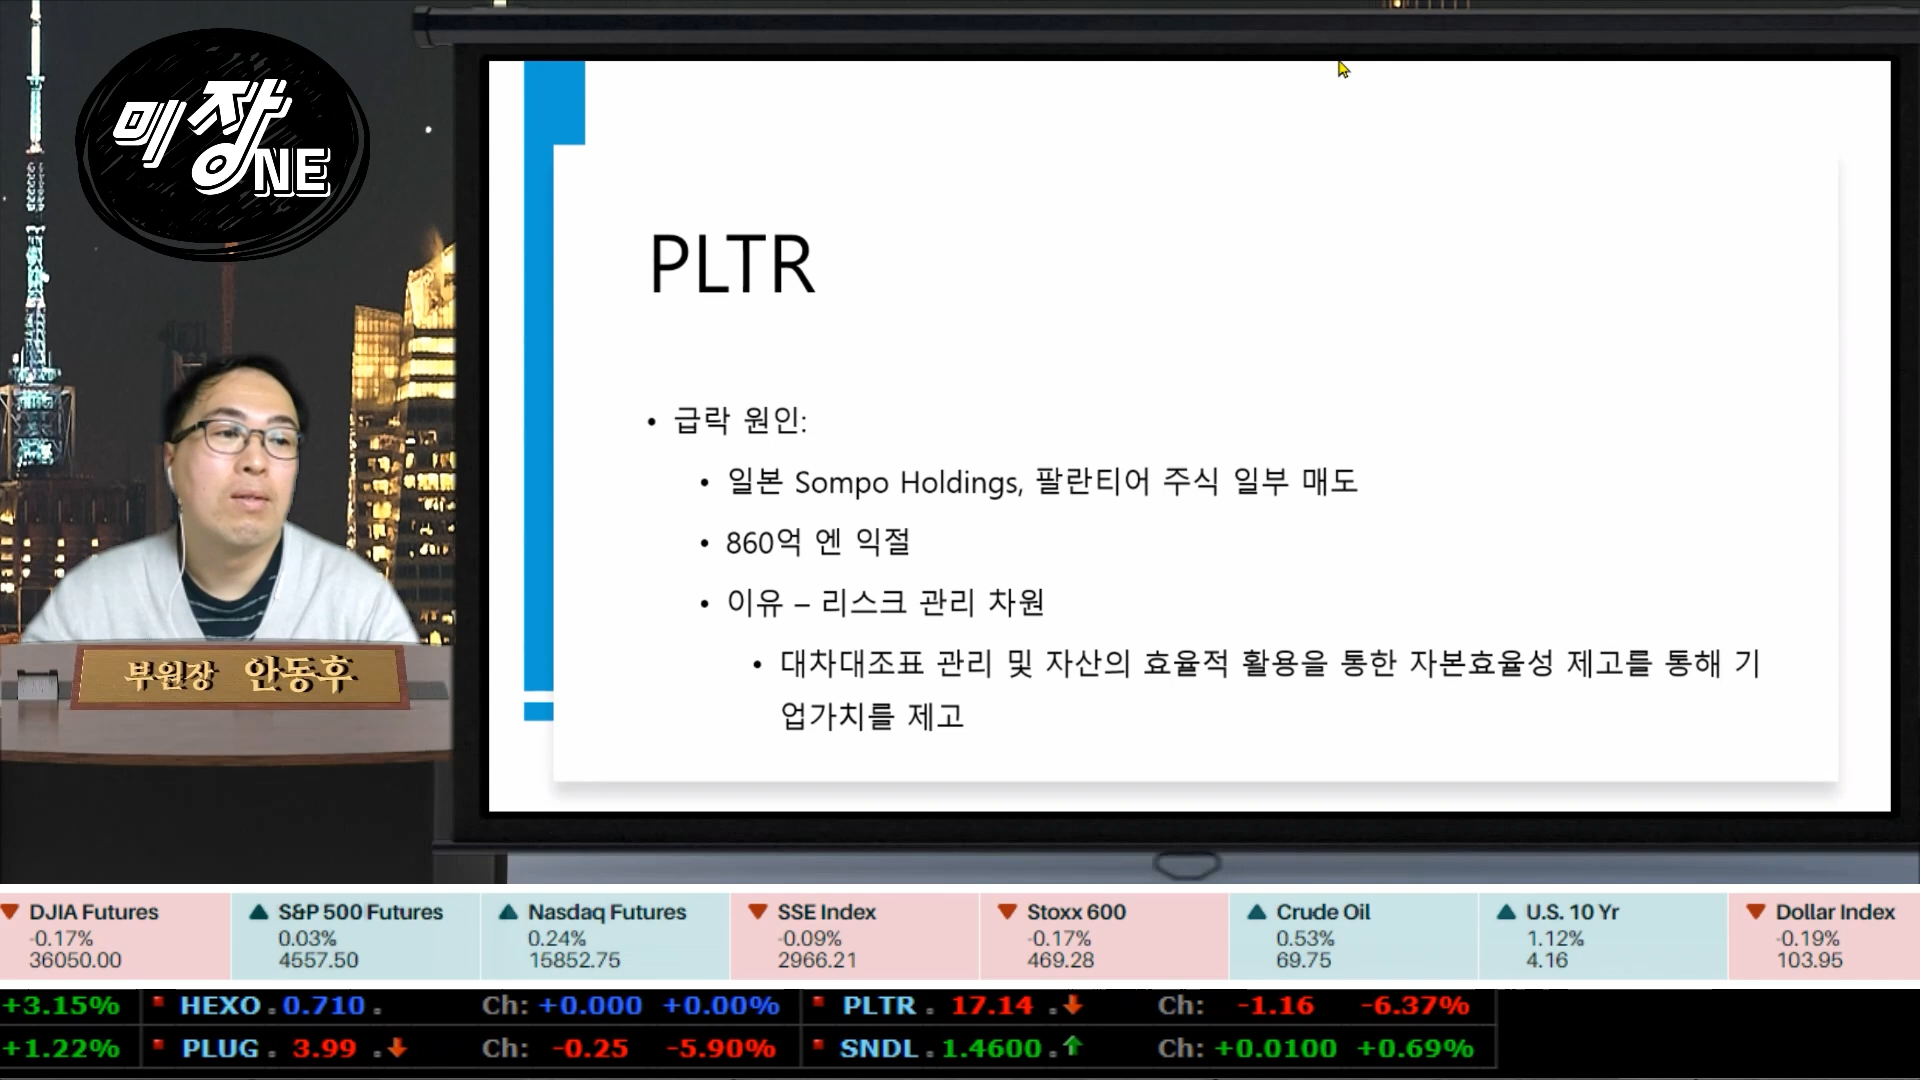 미장NE
PLTR
• 급락 원인:
• 일본 Sompo Holdings, 팔란티어 주식 일부 매도
• 860억 엔 익절
• 이유 – 리스크 관리 차원
• 대차대조표 관리 및 자산의 효율적 활용을 통한 자본효율성 제고를 통해 기
업가치를 제고
부원장 안동후
DJIA Futures
-0.17%
36050.00
S&P 500 Futures
0.03%
4557.50
Nasdaq Futures
0.24%
15852.75
SSE Index
-0.09%
2966.21
Stoxx 600
-0.17%
469.28
Crude Oil
0.53%
69.75
U.S. 10 Yr
1.12%
4.16
Dollar Index
-0.19%
103.95
+3.15% HEXO . 0.710 . Ch: +0.000 +0.00% PLTR . 17.14 . Ch: -1.16 -6.37%
+1.22% PLUG . 3.99 . Ch: -0.25 -5.90% SNDL . 1.4600 . Ch: +0.0100 +0.69%